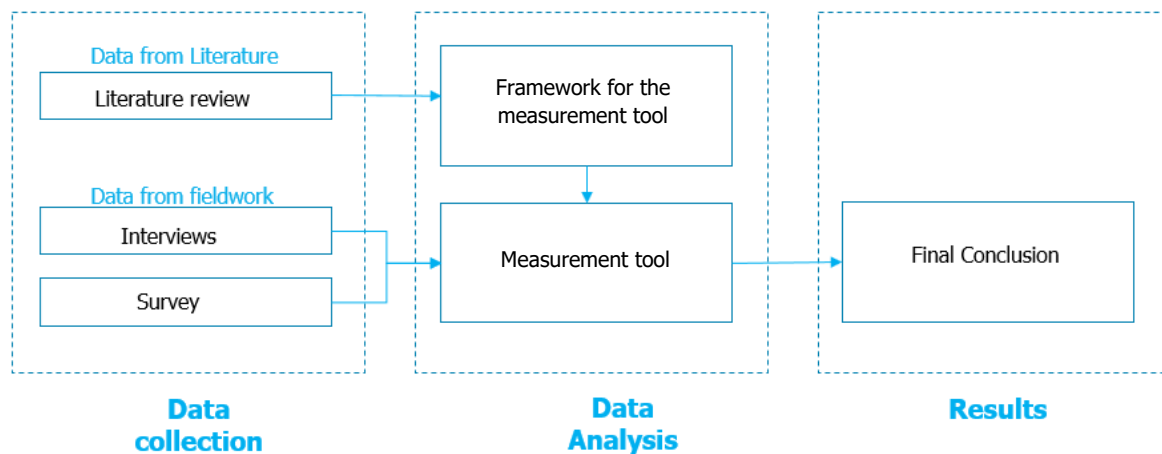 Data from Literature
Literature review
Data from fieldwork
Interviews
Survey
Framework for the
measurement tool
Measurement tool
Final Conclusion
Data
collection
Data
Analysis
Results